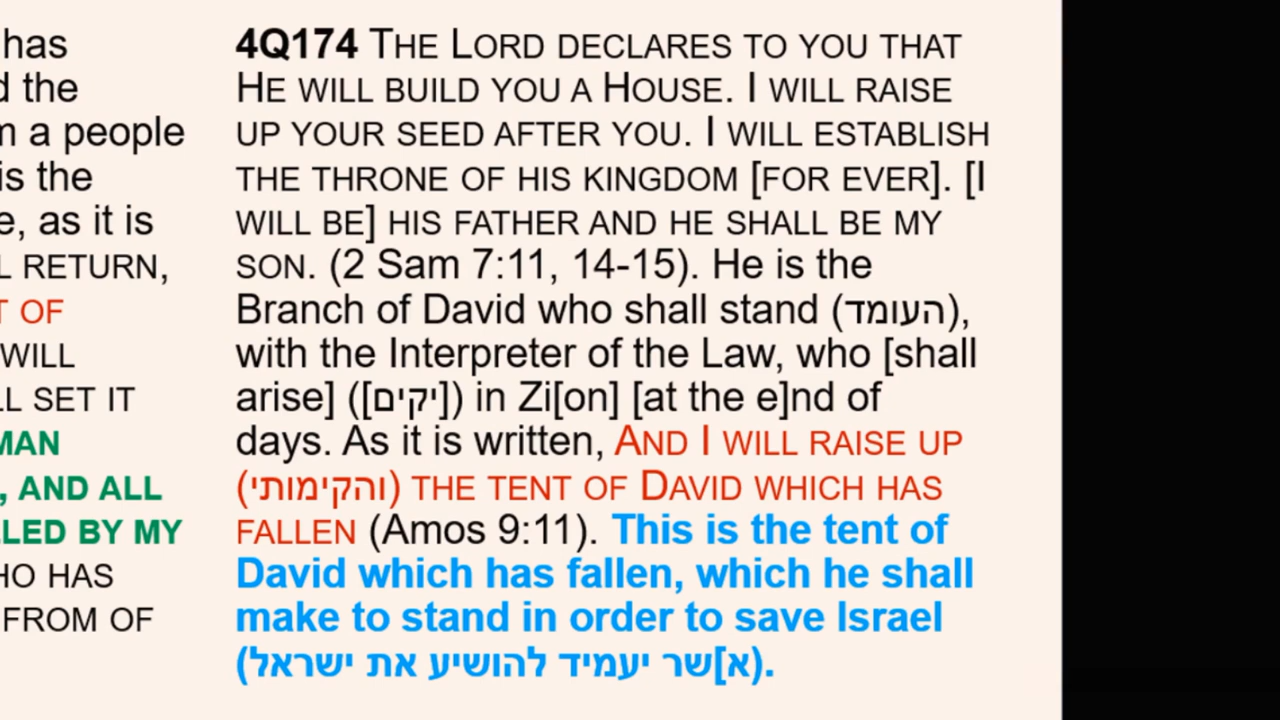 has
d the
m a people
is the
e, as it is
L RETURN,
T OF
WILL
LL SET IT
MAN
, AND ALL
LLED BY MY
HO HAS
FROM OF
4Q174 THE LORD DECLARES TO YOU THAT
HE WILL BUILD YOU A HOUSE. I WILL RAISE
UP YOUR SEED AFTER YOU. I WILL ESTABLISH
THE THRONE OF HIS KINGDOM [FOR EVER]. [I
WILL BE] HIS FATHER AND HE SHALL BE MY
SON. (2 Sam 7:11, 14-15). He is the
Branch of David who shall stand (העומד),
with the Interpreter of the Law, who [shall
arise] ([יקים]) in Zi[on] [at the e]nd of
days. As it is written, AND I WILL RAISE UP
(והקימותי) THE TENT OF DAVID WHICH HAS
FALLEN (Amos 9:11). This is the tent of
David which has fallen, which he shall
make to stand in order to save Israel
(א]שר יעמיד להושיע את ישראל).